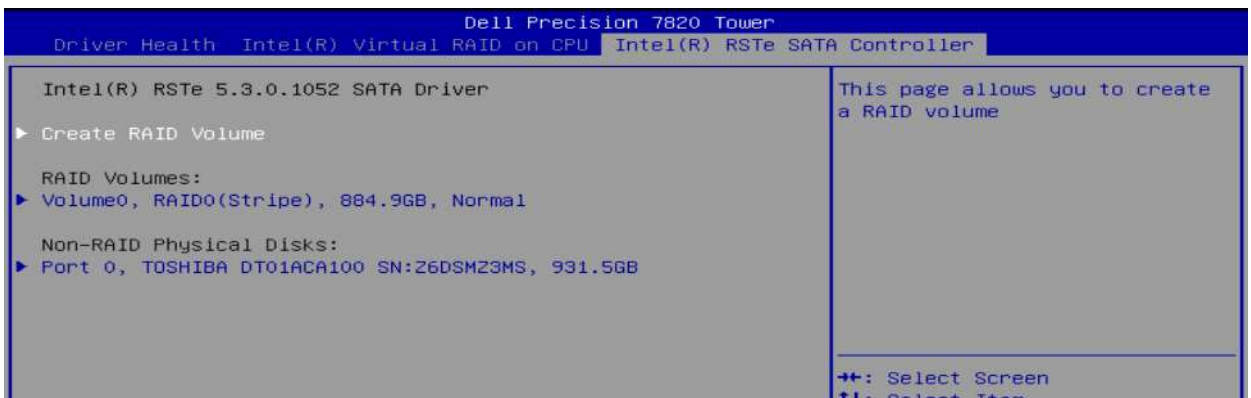 Dell Precision 7820 Tower
Driver Health Intel(R) Virtual RAID on CPU Intel(R) RSTe SATA Controller
Intel(R) RSTe 5.3.0.1052 SATA Driver
This page allows you to create
a RAID volume
Create RAID Volume
RAID Volumes:
Volume0, RAID0(Stripe), 884.9GB, Normal
Non-RAID Physical Disks:
Port 0, TOSHIBA DT01ACA100 SN:Z6DSMZ3MS, 931.5GB
→←: Select Screen
↑↓: Select Item